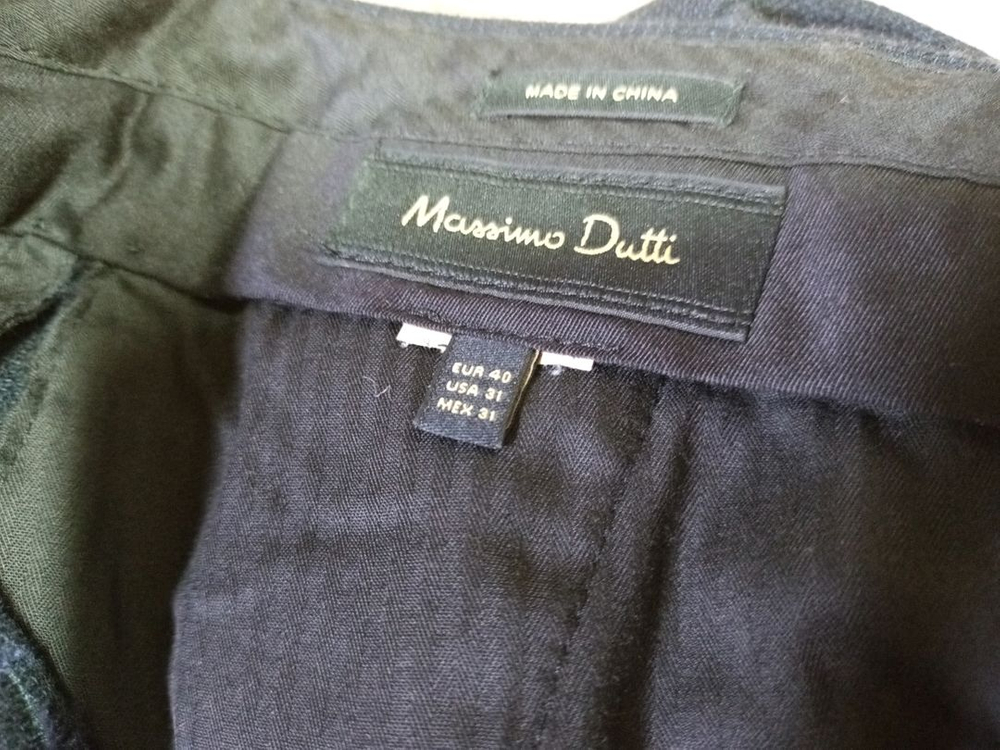 MADE IN CHINA
Massimo Dutti
EUR 40
USA 31
MEX 31